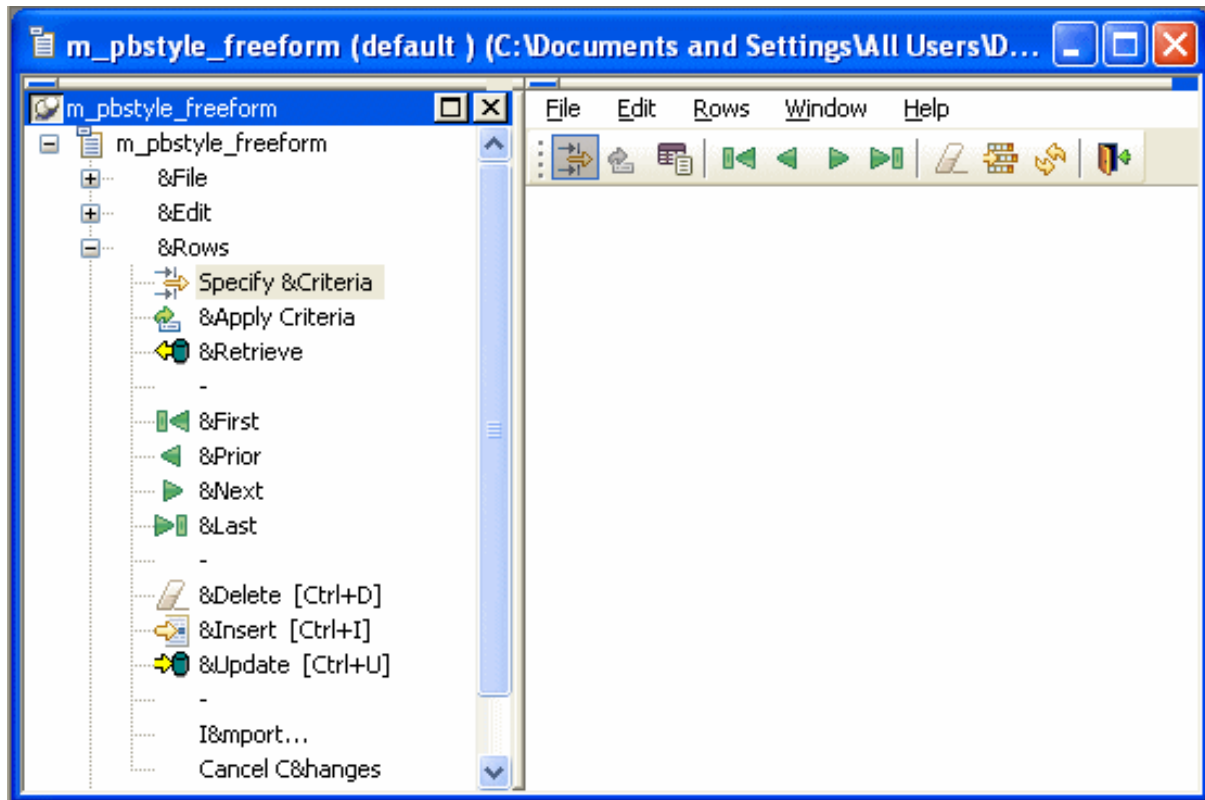 m_pbstyle_freeform (default ) (C:\Documents and Settings\All Users\D...
m_pbstyle_freeform
m_pbstyle_freeform
&File
&Edit
&Rows
Specify &Criteria
&Apply Criteria
&Retrieve
-
&First
&Prior
&Next
&Last
-
&Delete [Ctrl+D]
&Insert [Ctrl+I]
&Update [Ctrl+U]
-
I&mport...
Cancel C&hanges
File Edit Rows Window Help